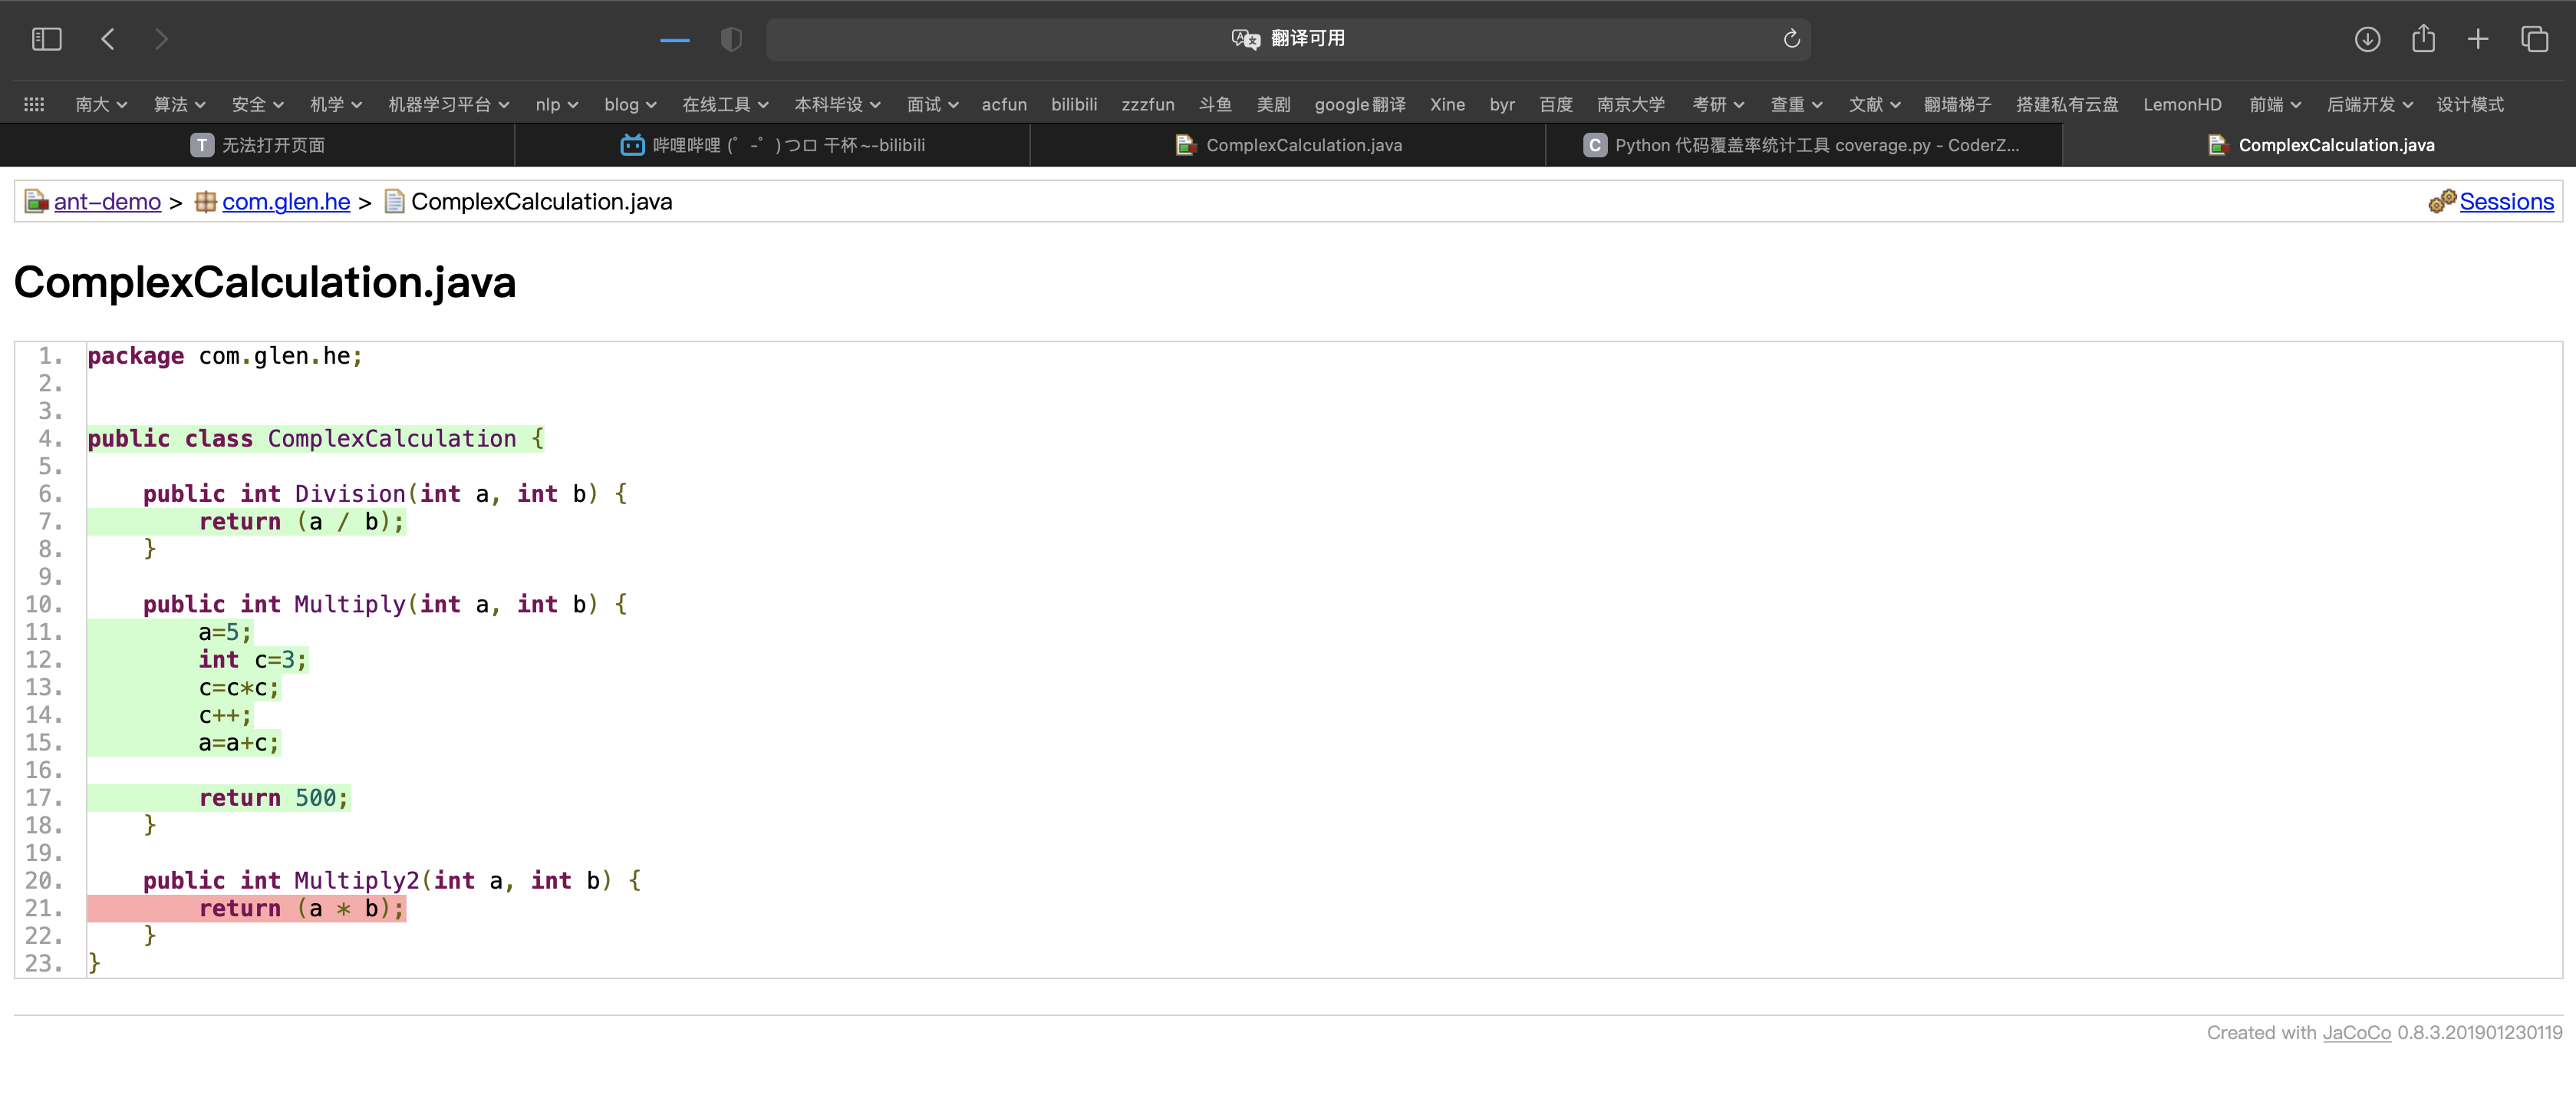 翻译可用
南大 算法 安全 机学 机器学习平台 nlp blog 在线工具 本科毕设 面试 acfun bilibili zzzfun 斗鱼 美剧 google翻译 Xine byr 百度 南京大学 考研 查重 文献 翻墙梯子 搭建私有云盘 LemonHD 前端 后端开发 设计模式
T 无法打开页面 哔哩哔哩 (゜-゜)つロ 干杯~--bilibili ComplexCalculation.java C Python 代码覆盖率统计工具 coverage.py - CoderZ... ComplexCalculation.java
ant-demo > com.glen.he > ComplexCalculation.java Sessions
ComplexCalculation.java
1. package com.glen.he;
2.
3.
4. public class ComplexCalculation {
5.
6.     public int Division(int a, int b) {
7.         return (a / b);
8.     }
9.
10.     public int Multiply(int a, int b) {
11.         a=5;
12.         int c=3;
13.         c=c*c;
14.         c++;
15.         a=a+c;
16.
17.         return 500;
18.     }
19.
20.     public int Multiply2(int a, int b) {
21.         return (a * b);
22.     }
23. }
Created with JaCoCo 0.8.3.201901230119